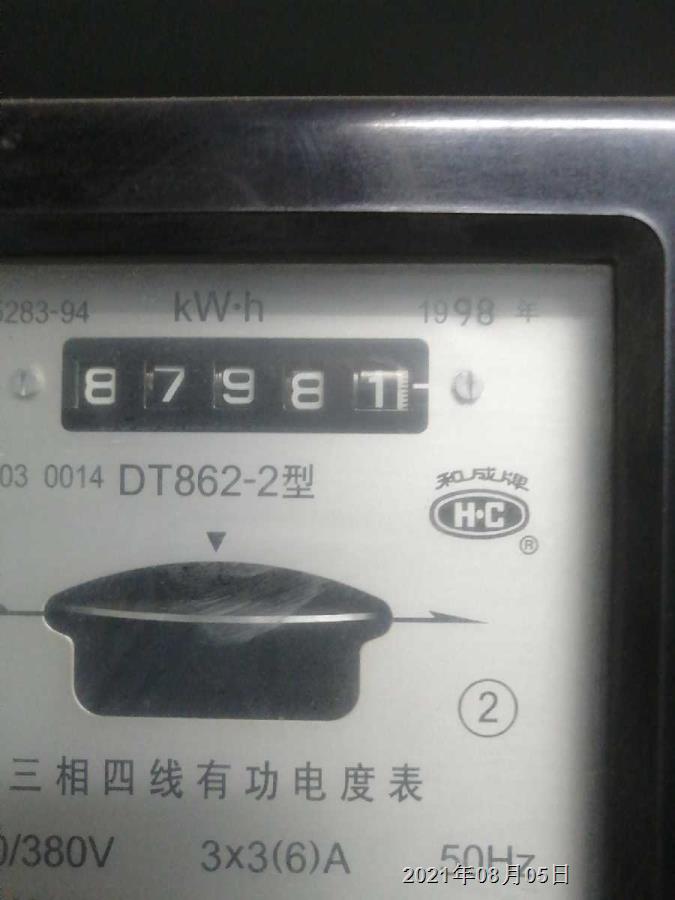 5283-94 kW·h 1998 年
8 7 9 8 1
03 0014 DT862-2型
和成牌
H·C
®
2
三相四线有功电度表
0/380V 3x3(6)A 50Hz
2021年08月05日